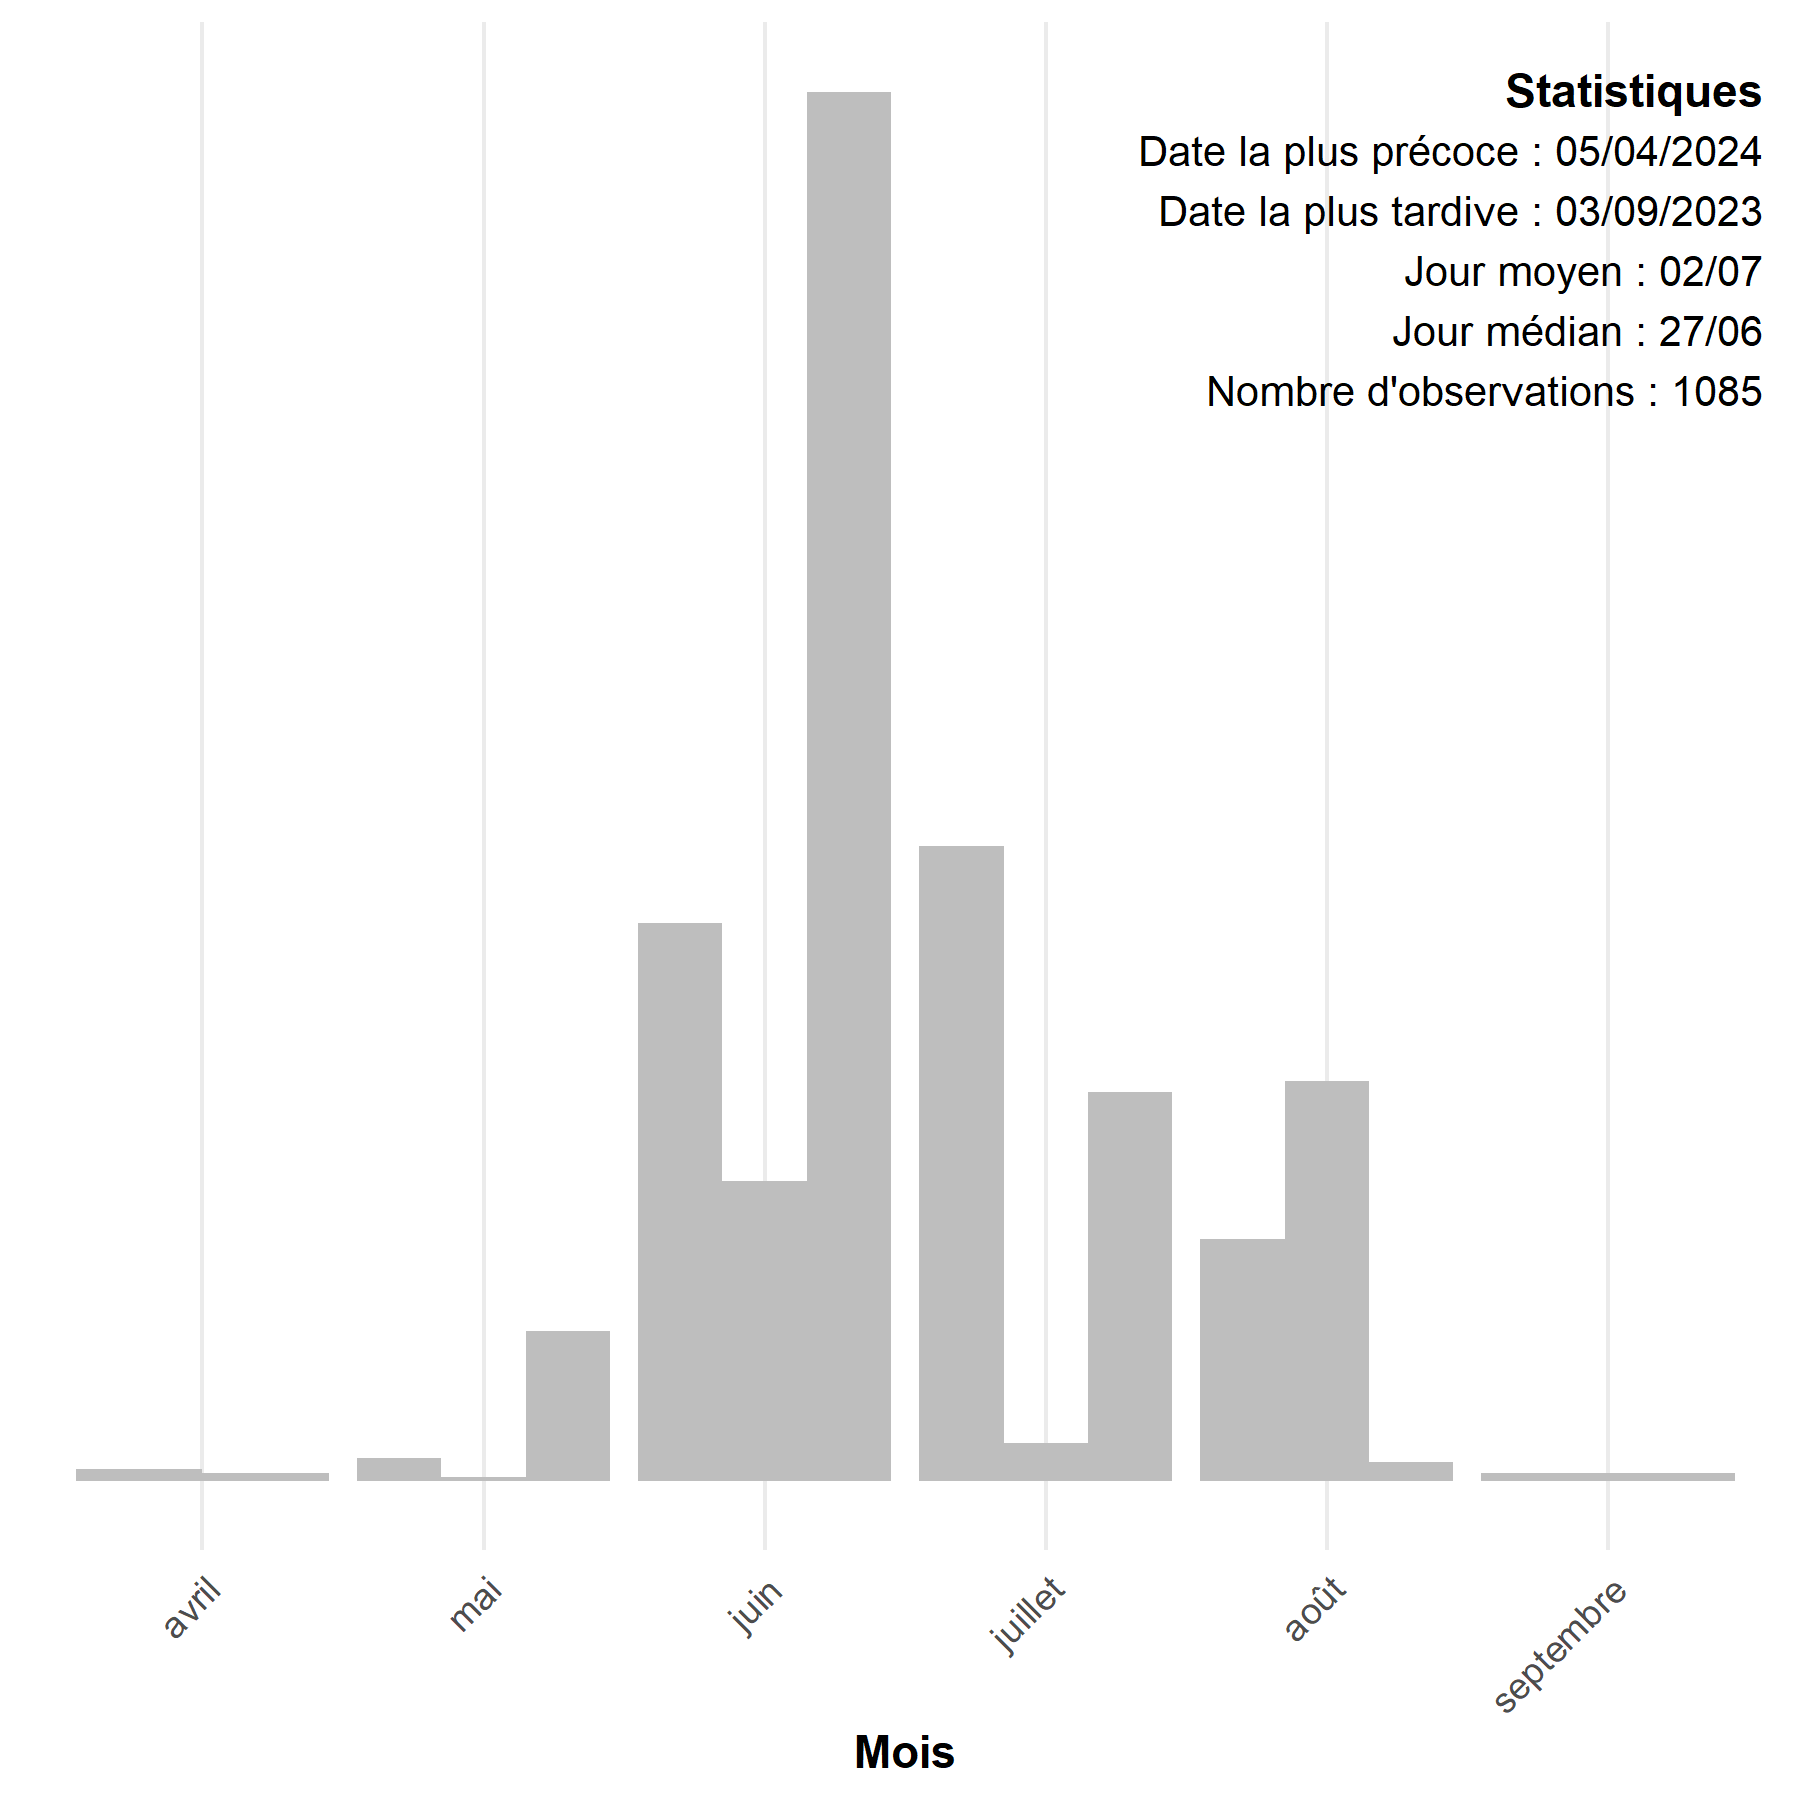 Statistiques
Date la plus précoce : 05/04/2024
Date la plus tardive : 03/09/2023
Jour moyen : 02/07
Jour médian : 27/06
Nombre d'observations : 1085
avril
mai
juin
juillet
août
septembre
Mois